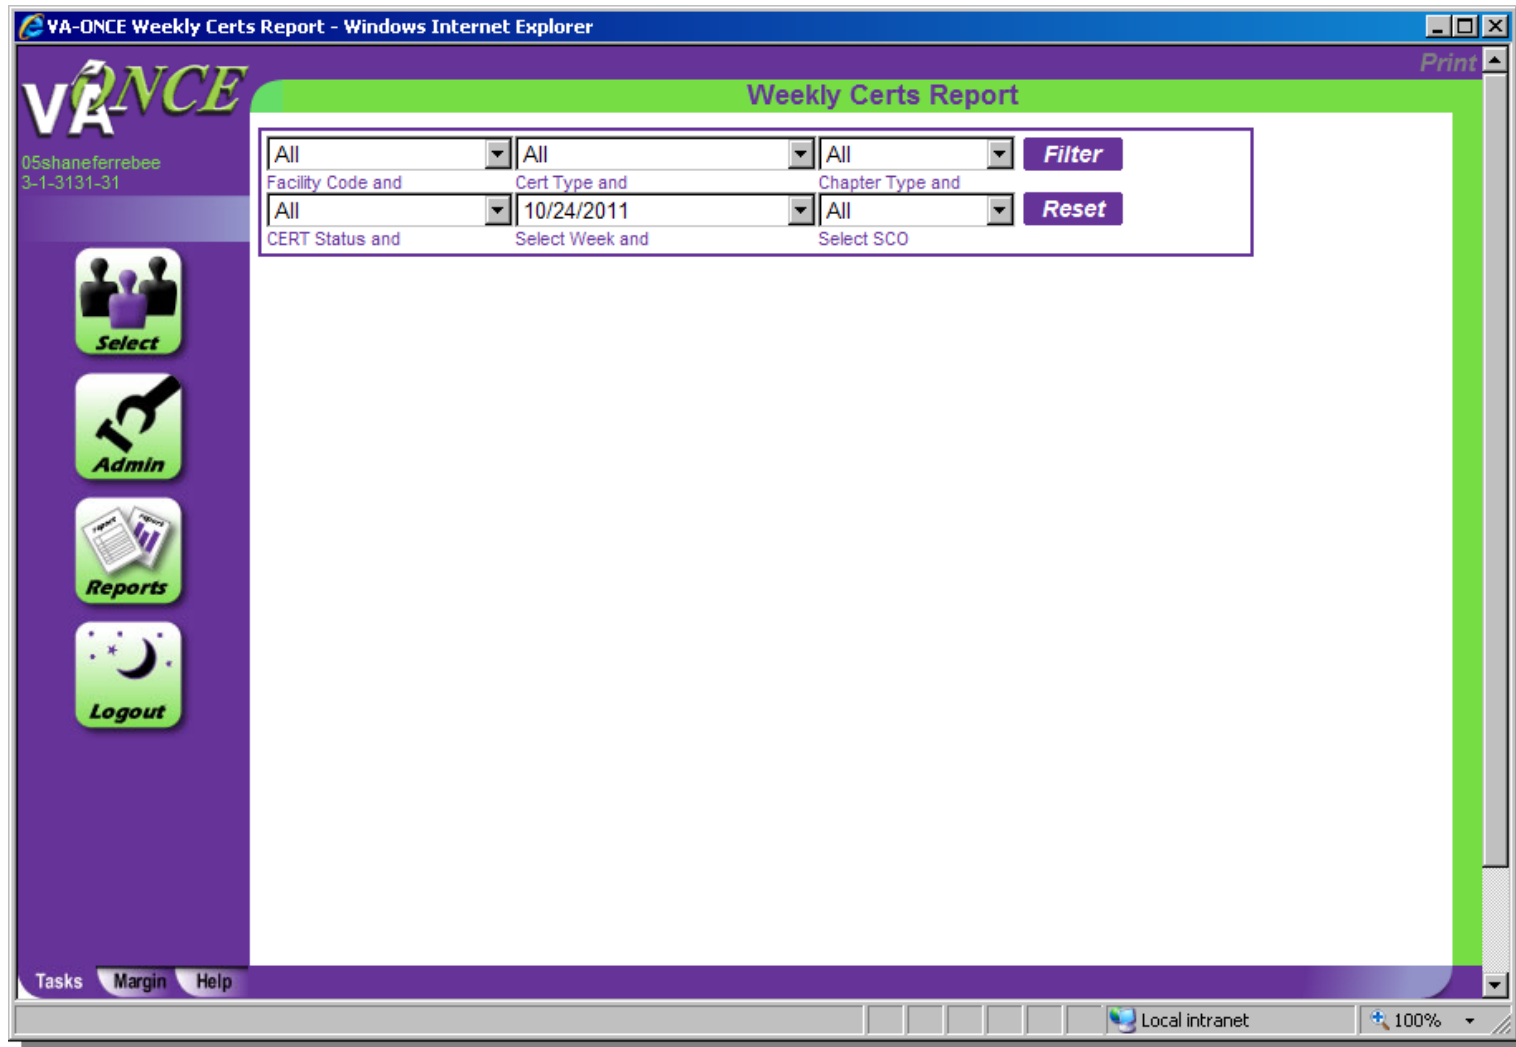 VA-ONCE Weekly Certs Report - Windows Internet Explorer
Print
VA ONCE
Weekly Certs Report
05shaneferrebee
3-1-3131-31
All All All Filter
Facility Code and Cert Type and Chapter Type and
All 10/24/2011 All Reset
CERT Status and Select Week and Select SCO
Select
Admin
report report
Reports
Logout
Tasks Margin Help
Local intranet 100%